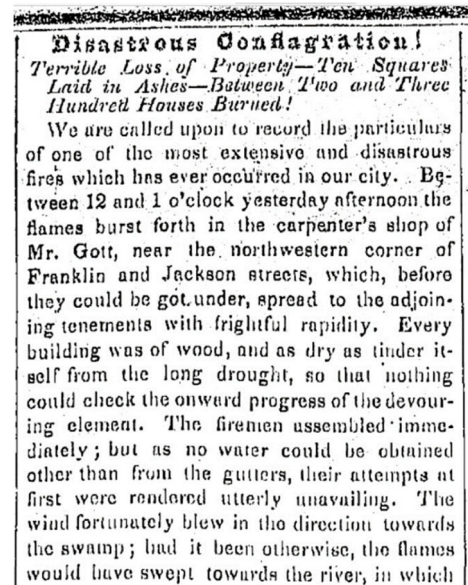 Disastrous Conflagration!
Terrible Loss of Property—Ten Squares
Laid in Ashes—Between Two and Three
Hundred Houses Burned!
We are called upon to record the particulars
of one of the most extensive and disastrous
fires which has ever occurred in our city. Be-
tween 12 and 1 o'clock yesterday afternoon the
flames burst forth in the carpenter's shop of
Mr. Gott, near the northwestern corner of
Franklin and Jackson streets, which, before
they could be got under, spread to the adjoin-
ing tenements with frightful rapidity. Every
building was of wood, and as dry as tinder it-
self from the long drought, so that nothing
could check the onward progress of the devour-
ing element. The firemen assembled imme-
diately; but as no water could be obtained
other than from the gutters, their attempts at
first were rendered utterly unavailing. The
wind fortunately blew in the direction towards
the swamp; had it been otherwise, the flames
would have swept towards the river, in which